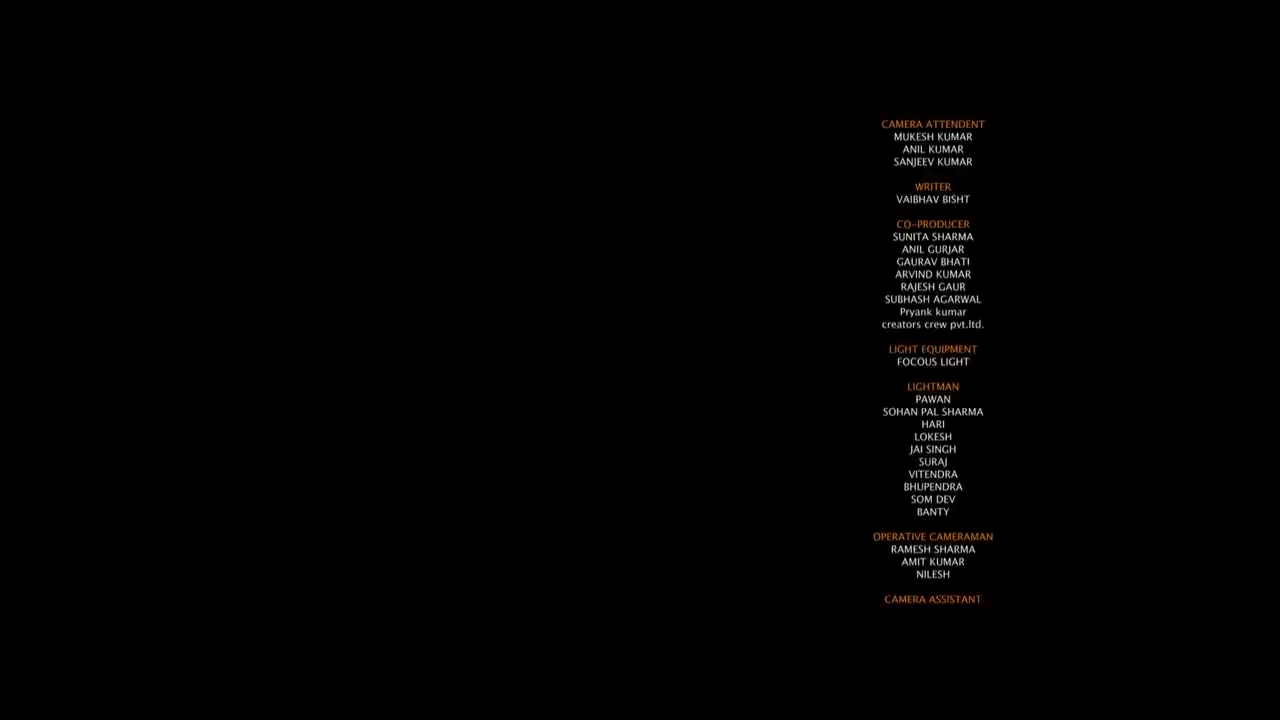 CAMERA ATTENDENT
MUKESH KUMAR
ANIL KUMAR
SANJEEV KUMAR
WRITER
VAIBHAV BISHT
CO-PRODUCER
SUNITA SHARMA
ANIL GURJAR
GAURAV BHATI
ARVIND KUMAR
RAJESH GAUR
SUBHASH AGARWAL
Pryank kumar
creators crew pvt.ltd.
LIGHT EQUIPMENT
FOCOUS LIGHT
LIGHTMAN
PAWAN
SOHAN PAL SHARMA
HARI
LOKESH
JAI SINGH
SURAJ
VITENDRA
BHUPENDRA
SOM DEV
BANTY
OPERATIVE CAMERAMAN
RAMESH SHARMA
AMIT KUMAR
NILESH
CAMERA ASSISTANT